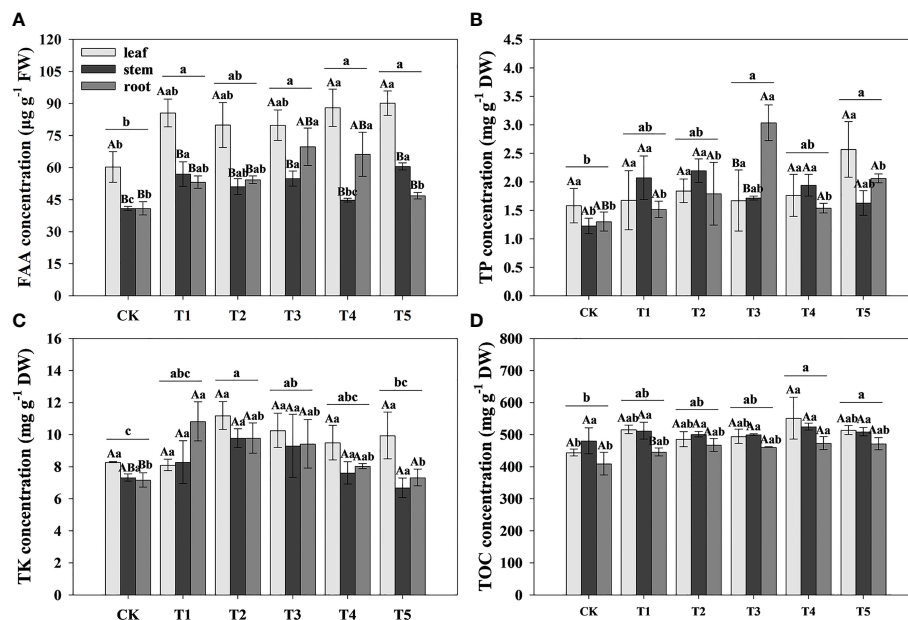 A
FAA concentration (µg g⁻¹ FW)
120
105
90
75
60
45
30
15
0
leaf
stem
root
b
a
ab
a
a
a
Ab
Bc
Bb
Aab
Ba
Bab
Aab
Bab
Bab
Aab
Ba
ABa
Aa
Bbc
ABa
Aa
Ba
Bb
CK T1 T2 T3 T4 T5
B
TP concentration (mg g⁻¹ DW)
4.5
4.0
3.5
3.0
2.5
2.0
1.5
1.0
0.5
0.0
b
ab
ab
a
ab
a
Aa
Ab
ABb
Aa
Aa
Ab
Aa
Aa
Ab
Ba
Bab
Aa
Aa
Aa
Ab
Aa
Aab
Ab
CK T1 T2 T3 T4 T5
C
TK concentration (mg g⁻¹ DW)
16
14
12
10
8
6
4
2
0
c
abc
a
ab
abc
bc
Aa
ABa
Bb
Aa
Aa
Aa
Aa
Aa
Aab
Aa
Aa
Aab
Aa
Aa
Aab
Aa
Aa
Ab
CK T1 T2 T3 T4 T5
D
TOC concentration (mg g⁻¹ DW)
800
700
600
500
400
300
200
100
0
b
ab
ab
ab
a
a
Ab
Aa
Ab
Aab
Aa
Bab
Aab
Aa
Aab
Aab
Aa
Aab
Aa
Aa
Aa
Aab
Aa
Aab
CK T1 T2 T3 T4 T5